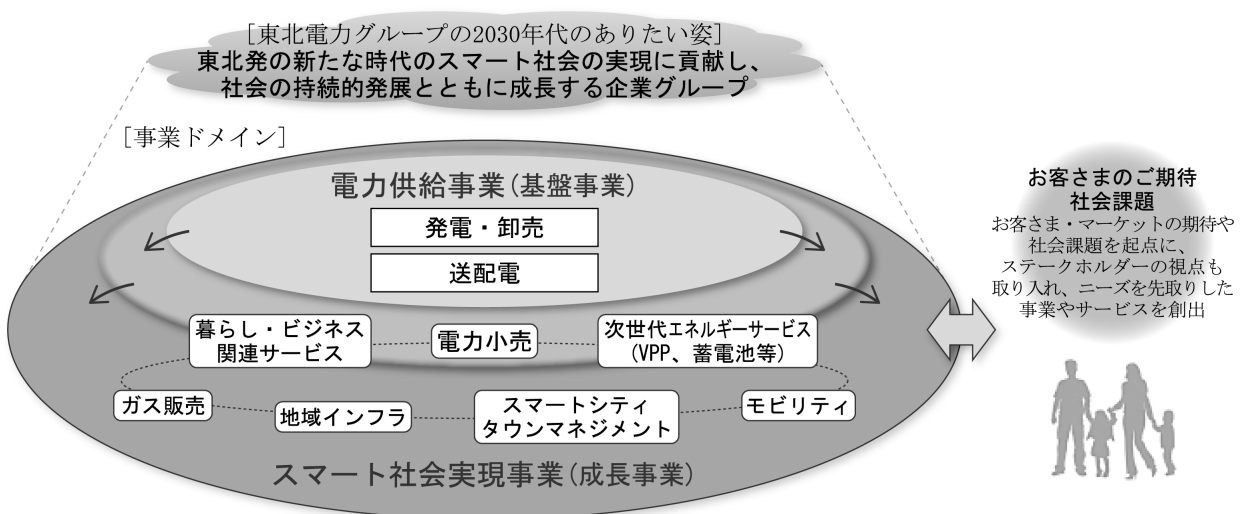 ［東北電力グループの2030年代のありたい姿］
東北発の新たな時代のスマート社会の実現に貢献し、
社会の持続的発展とともに成長する企業グループ
［事業ドメイン］
電力供給事業（基盤事業）
発電・卸売
送配電
暮らし・ビジネス
関連サービス
電力小売
次世代エネルギーサービス
（VPP、蓄電池等）
ガス販売
地域インフラ
スマートシティ
タウンマネジメント
モビリティ
スマート社会実現事業（成長事業）
お客さまのご期待
社会課題
お客さま・マーケットの期待や
社会課題を起点に、
ステークホルダーの視点も
取り入れ、ニーズを先取りした
事業やサービスを創出